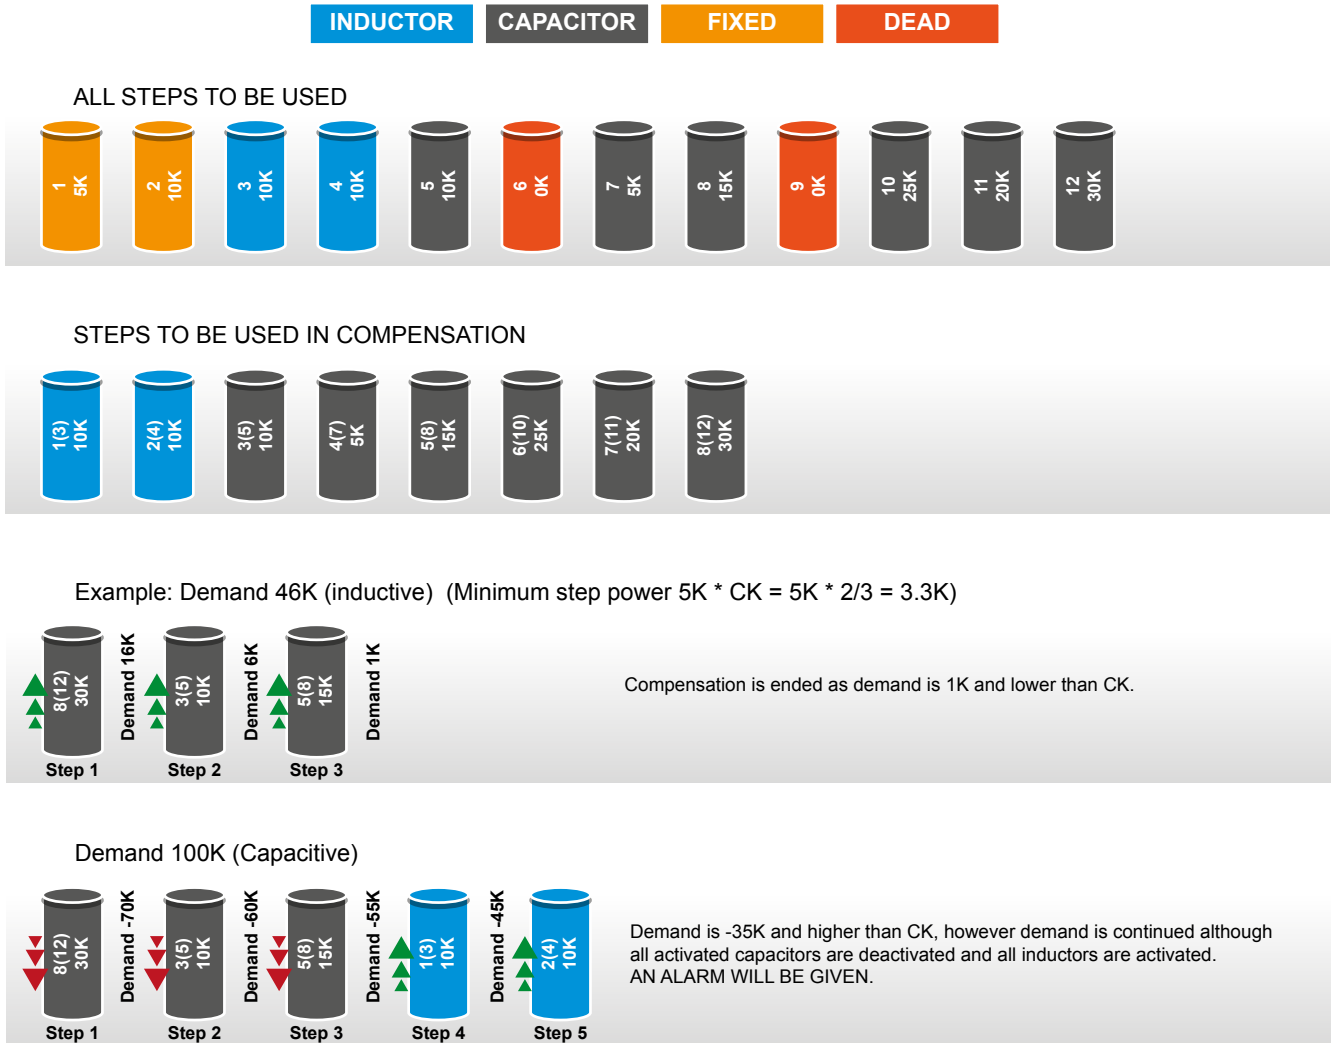 INDUCTOR CAPACITOR FIXED DEAD
ALL STEPS TO BE USED
1 5K
2 10K
3 10K
4 10K
5 10K
6 0K
7 5K
8 15K
9 0K
10 25K
11 20K
12 30K
STEPS TO BE USED IN COMPENSATION
1(3) 10K
2(4) 10K
3(5) 10K
4(7) 5K
5(8) 15K
6(10) 25K
7(11) 20K
8(12) 30K
Example: Demand 46K (inductive) (Minimum step power 5K * CK = 5K * 2/3 = 3.3K)
8(12) 30K
Demand 16K
3(5) 10K
Demand 6K
5(8) 15K
Demand 1K
Compensation is ended as demand is 1K and lower than CK.
Step 1 Step 2 Step 3
Demand 100K (Capacitive)
8(12) 30K
Demand -70K
3(5) 10K
Demand -60K
5(8) 15K
Demand -55K
1(3) 10K
Demand -45K
2(4) 10K
Demand is -35K and higher than CK, however demand is continued although
all activated capacitors are deactivated and all inductors are activated.
AN ALARM WILL BE GIVEN.
Step 1 Step 2 Step 3 Step 4 Step 5